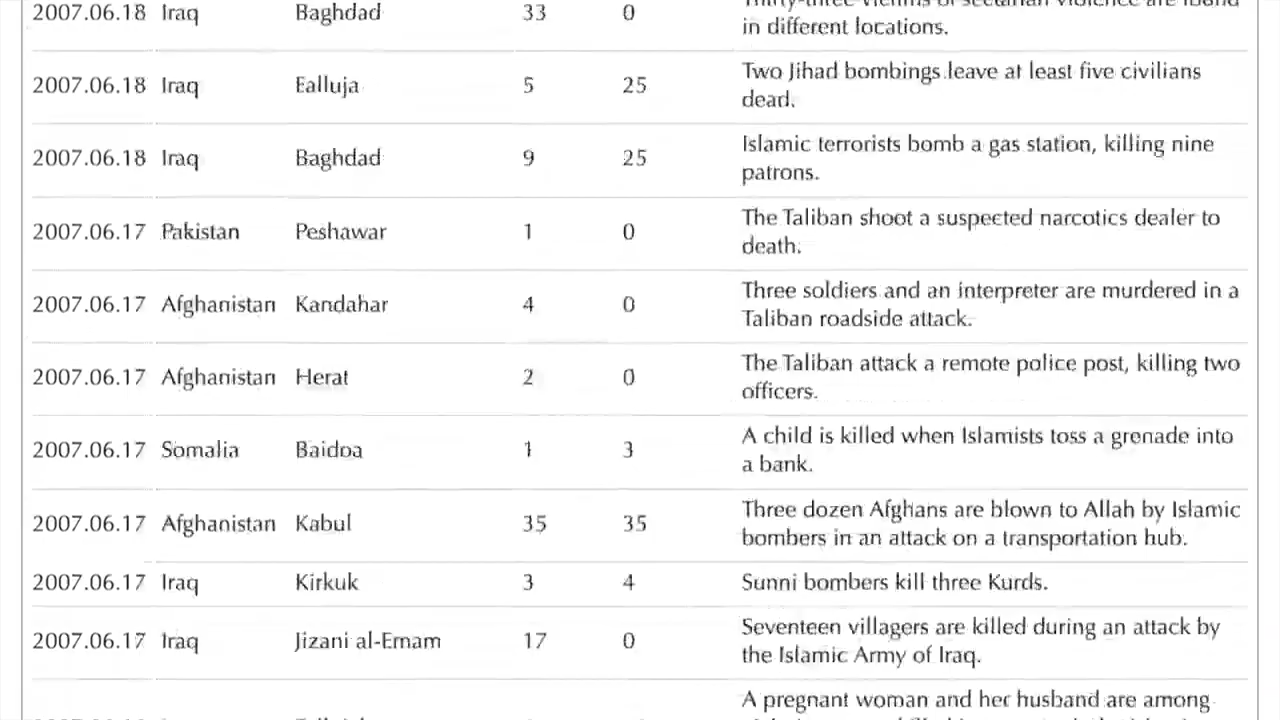 2007.06.18 Iraq Baghdad 33 0
in different locations.
Two Jihad bombings leave at least five civilians
2007.06.18 Iraq Ealluja 5 25
dead.
Islamic terrorists bomb a gas station, killing nine
2007.06.18 Iraq Baghdad 9 25
patrons.
The Taliban shoot a suspected narcotics dealer to
2007.06.17 Pakistan Peshawar 1 0
death.
Three soldiers and an interpreter are murdered in a
2007.06.17 Afghanistan Kandahar 4 0
Taliban roadside attack.
The Taliban attack a remote police post, killing two
2007.06.17 Afghanistan Herat 2 0
officers.
A child is killed when Islamists toss a grenade into
2007.06.17 Somalia Baidoa 1 3
a bank.
Three dozen Afghans are blown to Allah by Islamic
2007.06.17 Afghanistan Kabul 35 35
bombers in an attack on a transportation hub.
2007.06.17 Iraq Kirkuk 3 4 Sunni bombers kill three Kurds.
Seventeen villagers are killed during an attack by
2007.06.17 Iraq Jizani al-Emam 17 0
the Islamic Army of Iraq.
A pregnant woman and her husband are among